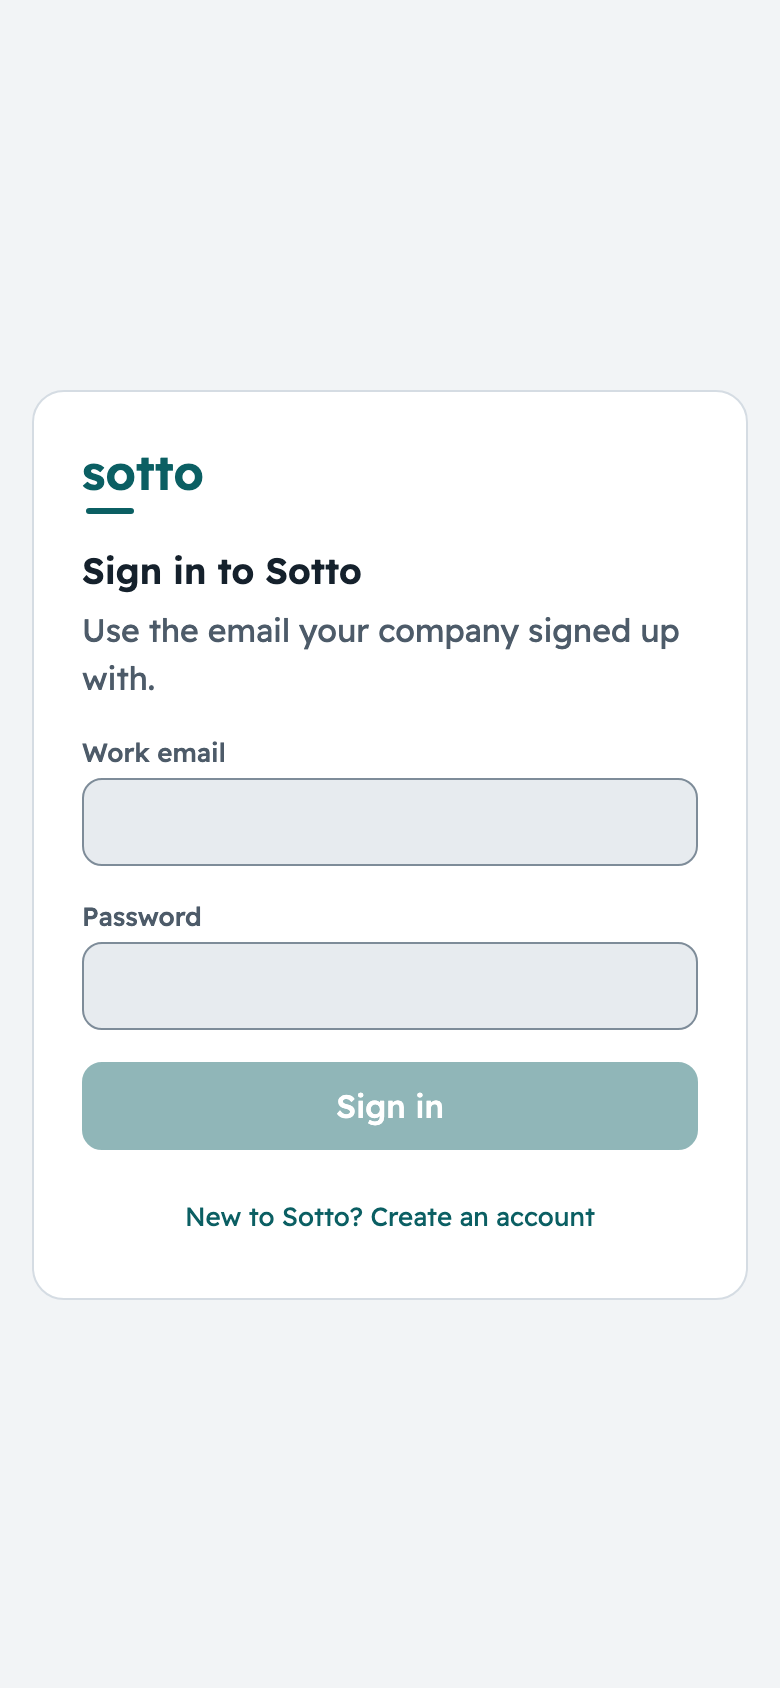 sotto
Sign in to Sotto
Use the email your company signed up
with.
Work email
Password
Sign in
New to Sotto? Create an account